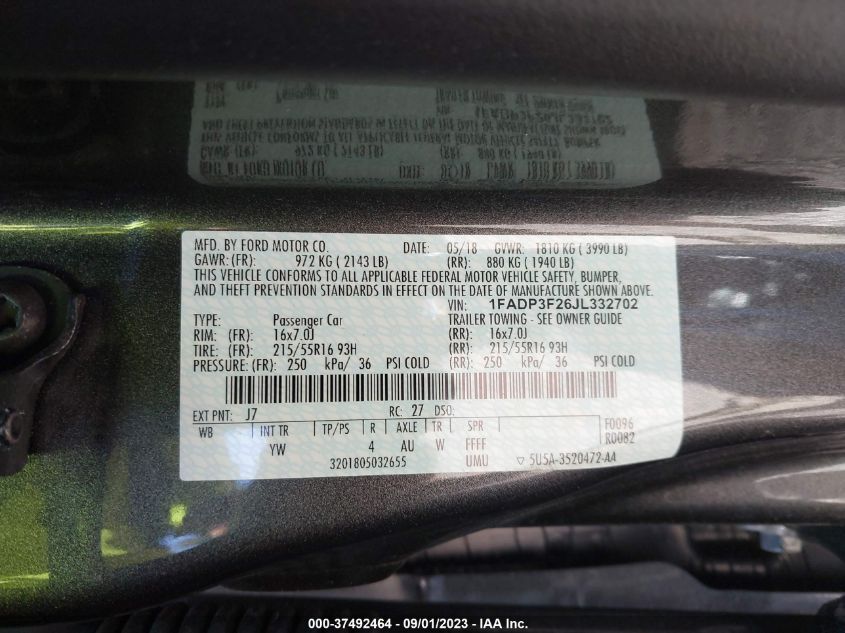 MFD. BY FORD MOTOR CO. DATE: 05/18 GVWR: 1810 KG ( 3990 LB)
GAWR: (FR): 972 KG ( 2143 LB) (RR): 880 KG ( 1940 LB)
THIS VEHICLE CONFORMS TO ALL APPLICABLE FEDERAL MOTOR VEHICLE SAFETY, BUMPER,
AND THEFT PREVENTION STANDARDS IN EFFECT ON THE DATE OF MANUFACTURE SHOWN ABOVE.
VIN: 1FADP3F26JL332702
TYPE: Passenger Car TRAILER TOWING - SEE OWNER GUIDE
RIM: (FR): 16x7.0J (RR): 16x7.0J
TIRE: (FR): 215/55R16 93H (RR): 215/55R16 93H
PRESSURE: (FR): 250 kPa/ 36 PSI COLD (RR): 250 kPa/ 36 PSI COLD
EXT PNT: J7 RC: 27 DSO: F0096
WB INT TR TP/PS R AXLE TR SPR R0082
YW 4 AU W FFFF
3201805032655 UMU ▽ 5U5A-3520472-AA
000-37492464 - 09/01/2023 - IAA Inc.